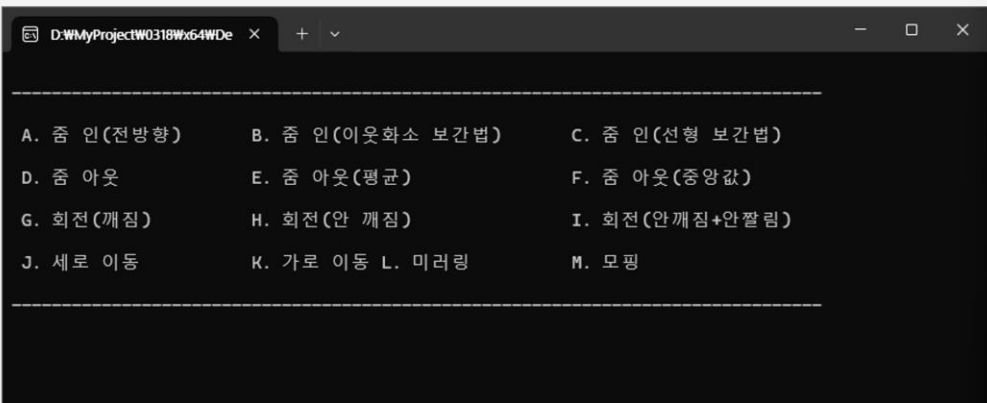 D:₩MyProject₩0318₩x64₩De
A. 줌 인(전방향) B. 줌 인(이웃화소 보간법) C. 줌 인(선형 보간법)
D. 줌 아웃 E. 줌 아웃(평균) F. 줌 아웃(중앙값)
G. 회전(깨짐) H. 회전(안 깨짐) I. 회전(안깨짐+안짤림)
J. 세로 이동 K. 가로 이동 L. 미러링 M. 모핑